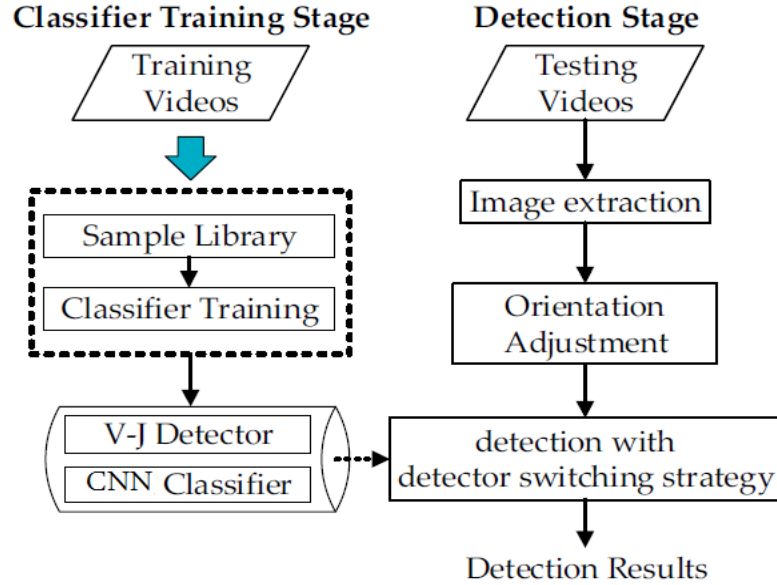 Classifier Training Stage
Training
Videos
Sample Library
Classifier Training
V-J Detector
CNN Classifier
Detection Stage
Testing
Videos
Image extraction
Orientation
Adjustment
detection with
detector switching strategy
Detection Results